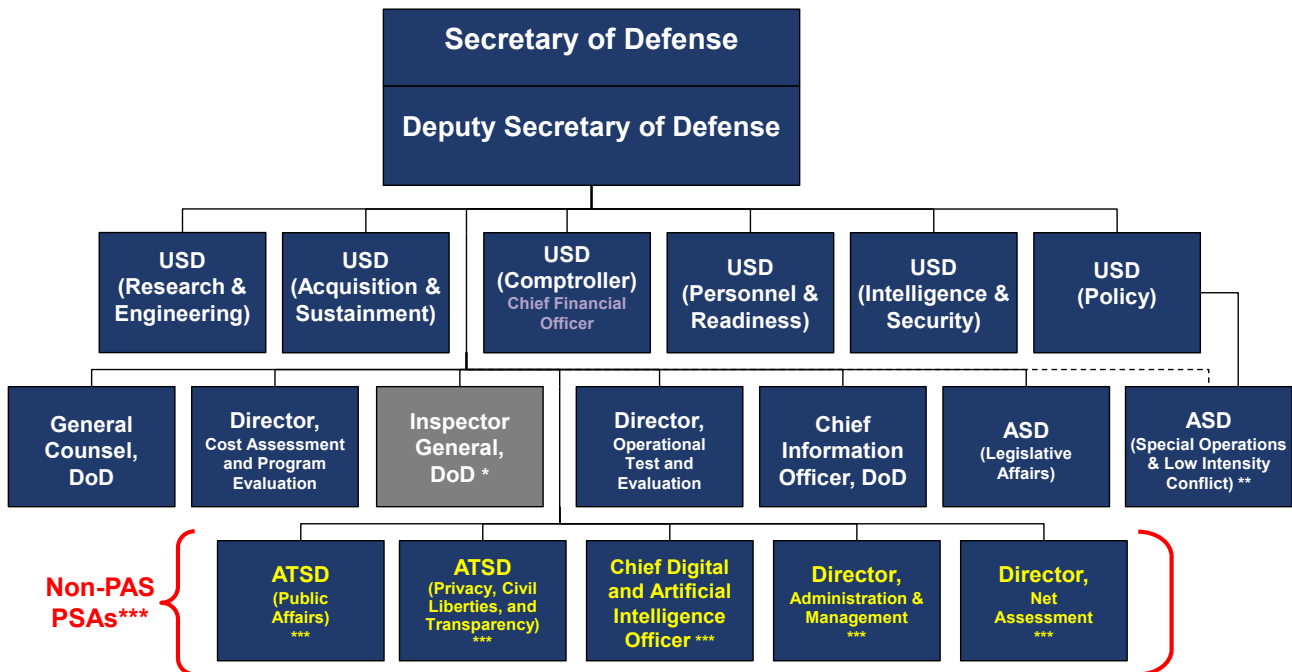 Secretary of Defense
Deputy Secretary of Defense
USD
(Research &
Engineering)
USD
(Acquisition &
Sustainment)
USD
(Comptroller)
Chief Financial
Officer
USD
(Personnel &
Readiness)
USD
(Intelligence &
Security)
USD
(Policy)
General
Counsel,
DoD
Director,
Cost Assessment
and Program
Evaluation
Inspector
General,
DoD *
Director,
Operational
Test and
Evaluation
Chief
Information
Officer, DoD
ASD
(Legislative
Affairs)
ASD
(Special Operations
& Low Intensity
Conflict) **
Non-PAS
PSAs***
ATSD
(Public
Affairs)
***
ATSD
(Privacy, Civil
Liberties, and
Transparency)
***
Chief Digital
and Artificial
Intelligence
Officer ***
Director,
Administration &
Management
***
Director,
Net
Assessment
***